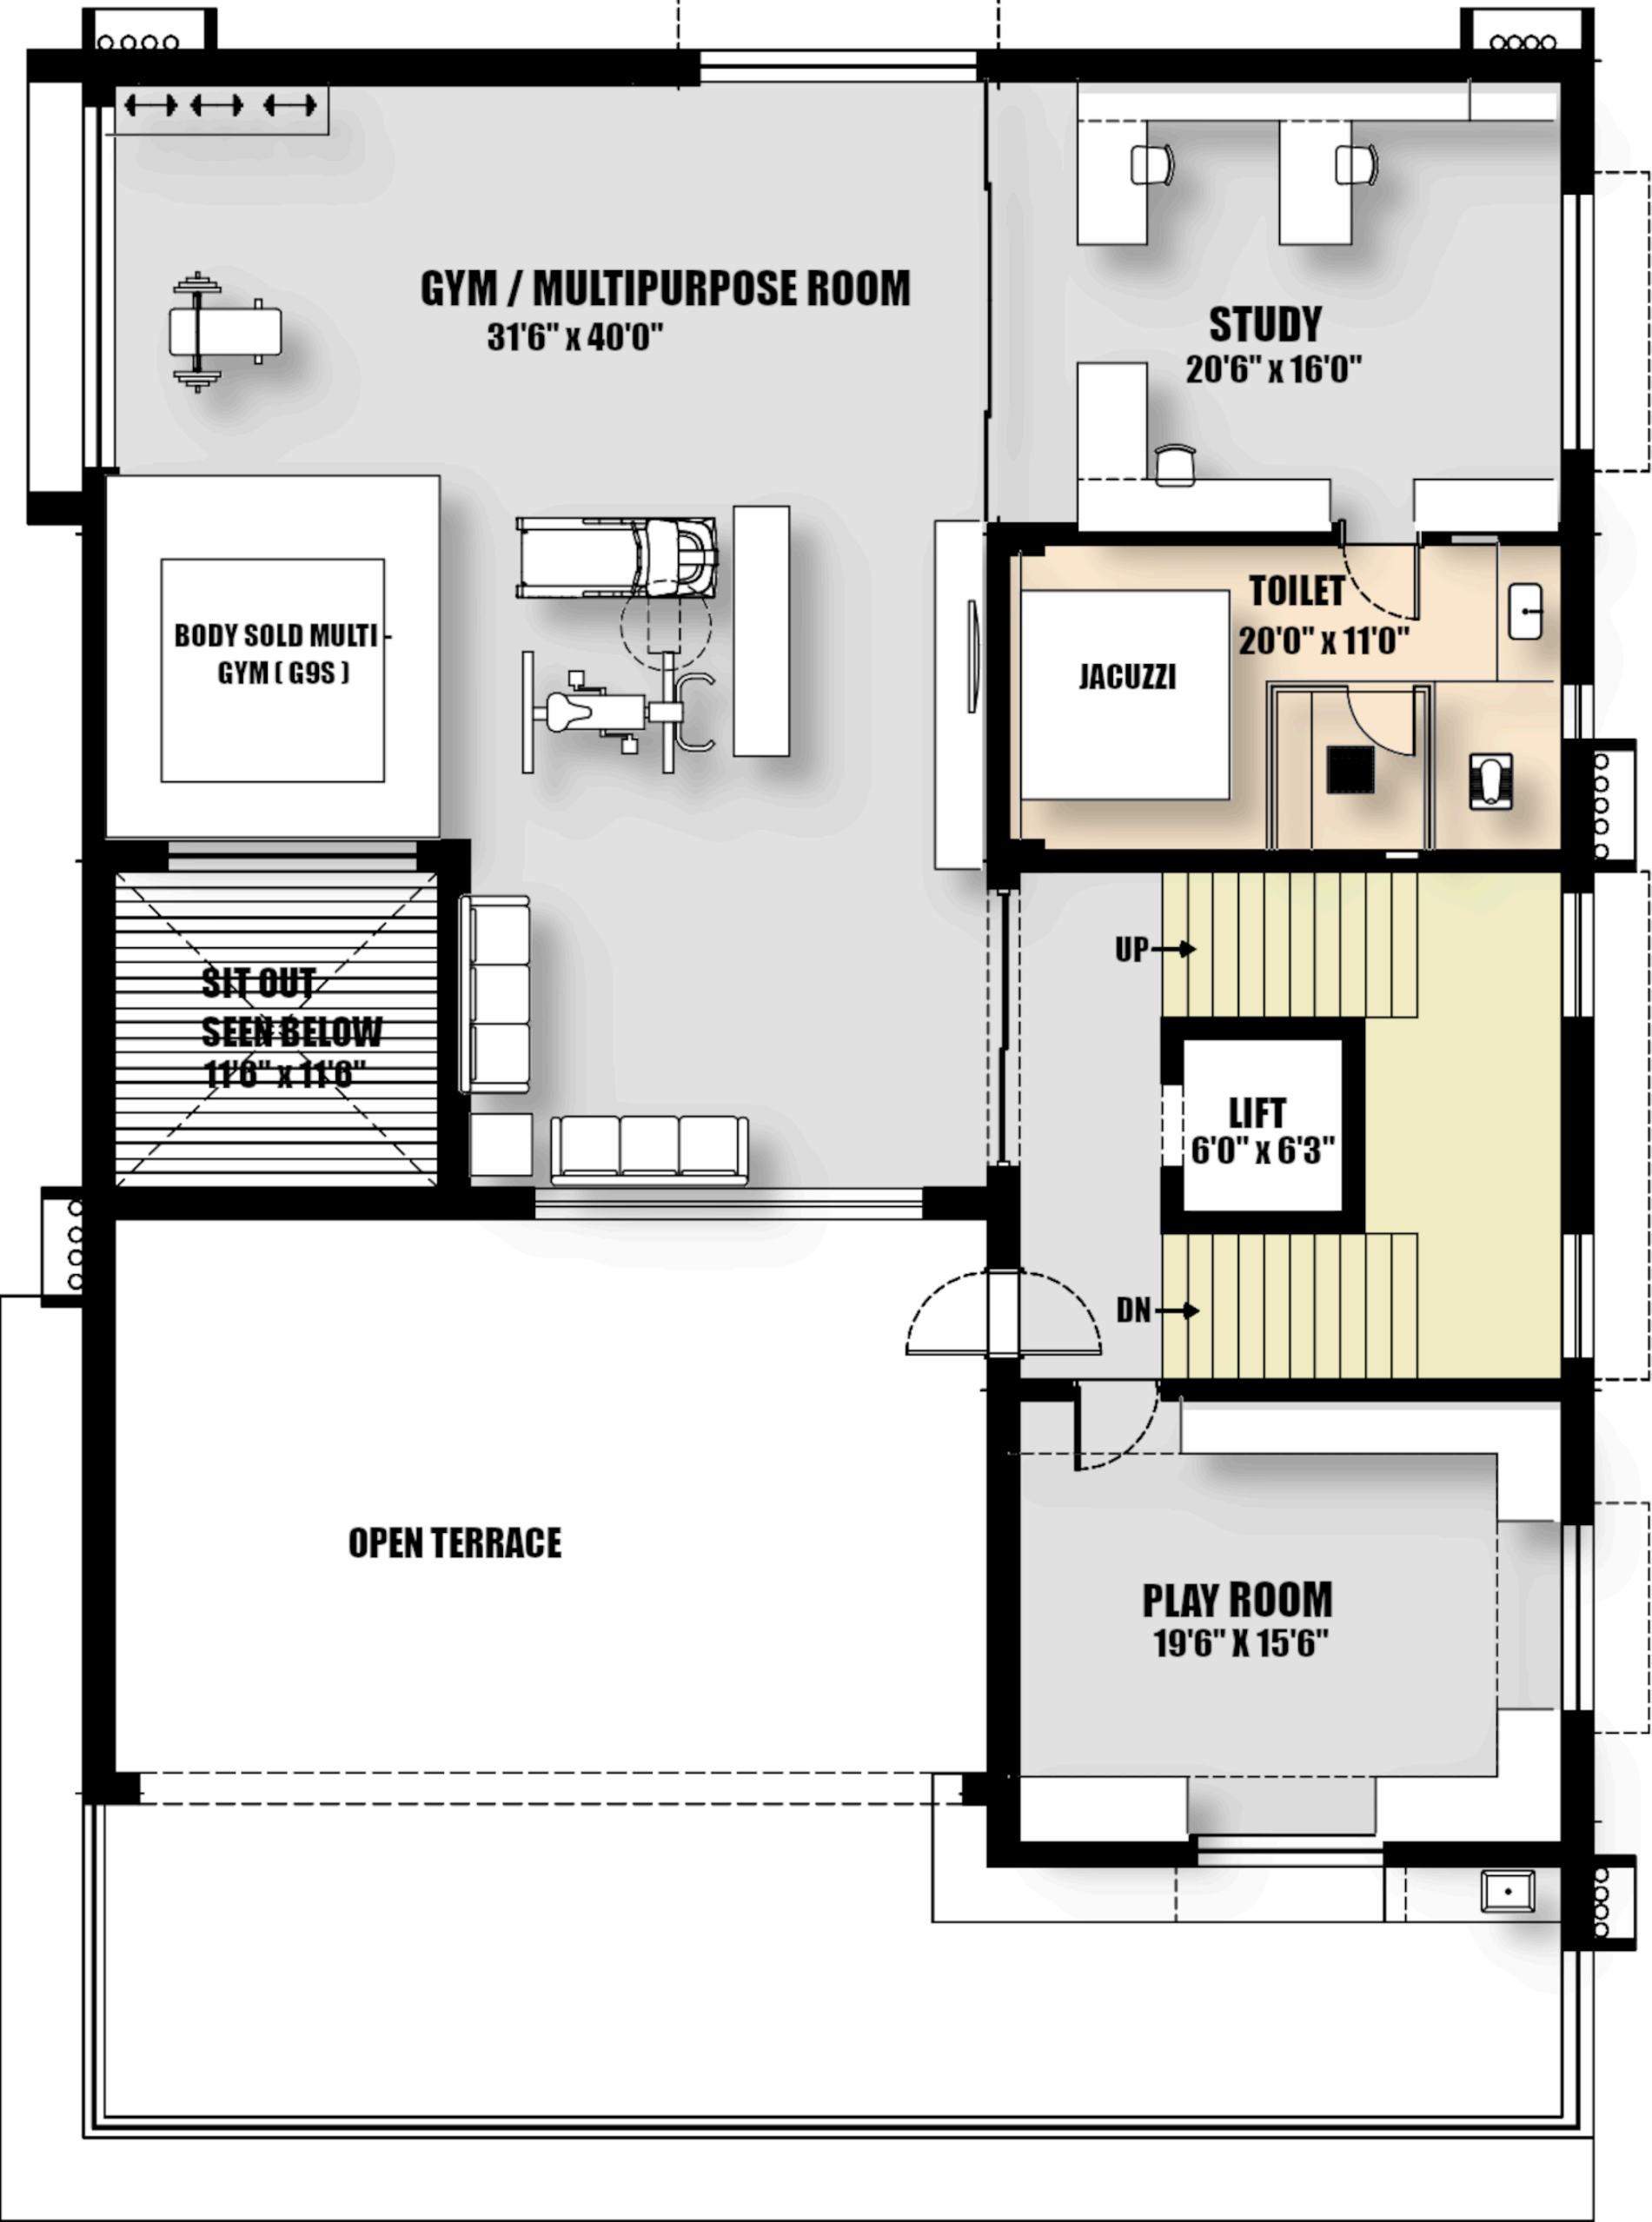 GYM / MULTIPURPOSE ROOM
31'6" x 40'0"
STUDY
20'6" x 16'0"
BODY SOLD MULTI -
GYM ( G9S )
TOILET
20'0" x 11'0"
JACUZZI
UP
SIT OUT
SEEN BELOW
11'6" x 11'6"
LIFT
6'0" x 6'3"
DN
OPEN TERRACE
PLAY ROOM
19'6" X 15'6"